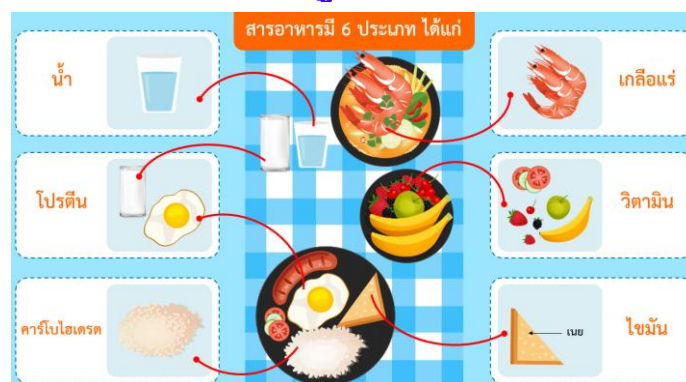 สารอาหารมี 6 ประเภท ได้แก่
น้ำ
เกลือแร่
โปรตีน
วิตามิน
คาร์โบไฮเดรต
เนย
ไขมัน